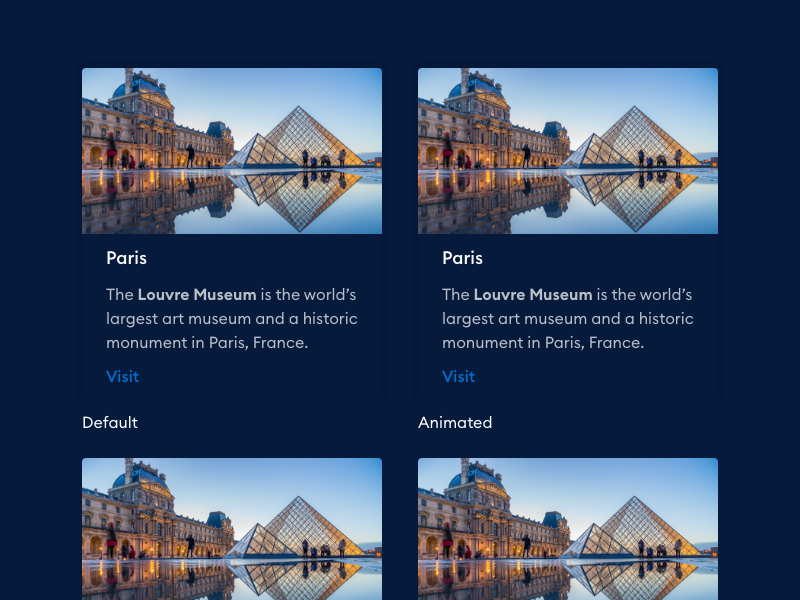 Paris
The Louvre Museum is the world’s
largest art museum and a historic
monument in Paris, France.
Visit
Default
Paris
The Louvre Museum is the world’s
largest art museum and a historic
monument in Paris, France.
Visit
Animated